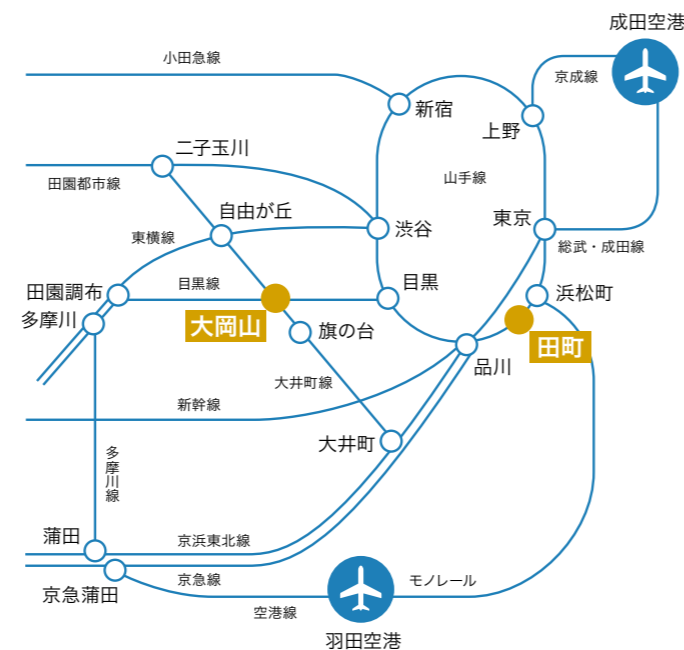 成田空港
小田急線
京成線
新宿
上野
二子玉川
山手線
田園都市線
自由が丘
東京
渋谷
東横線
総武・成田線
目黒線
目黒
田園調布
浜松町
多摩川
大岡山
旗の台
田町
品川
大井町線
新幹線
大井町
多摩川線
蒲田
京浜東北線
京急線
モノレール
京急蒲田
空港線
羽田空港